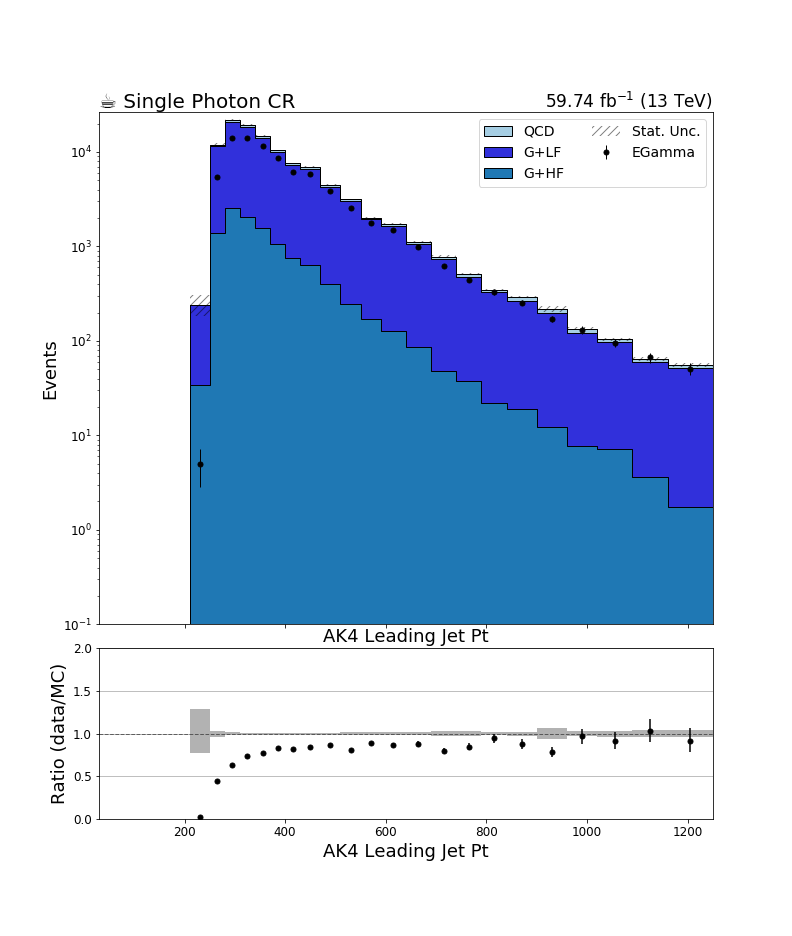 ☕ Single Photon CR
59.74 fb⁻¹ (13 TeV)
QCD
G+LF
G+HF
Stat. Unc.
EGamma
Events
10⁴
10³
10²
10¹
10⁰
10⁻¹
AK4 Leading Jet Pt
Ratio (data/MC)
2.0
1.5
1.0
0.5
0.0
200 400 600 800 1000 1200
AK4 Leading Jet Pt